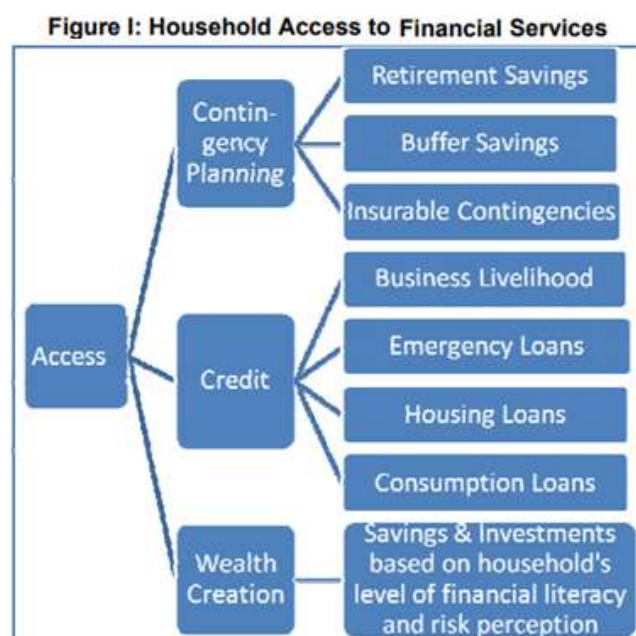 Figure I: Household Access to Financial Services
Contin-
gency
Planning
Retirement Savings
Buffer Savings
Insurable Contingencies
Access
Credit
Business Livelihood
Emergency Loans
Housing Loans
Consumption Loans
Wealth
Creation
Savings & Investments
based on household's
level of financial literacy
and risk perception